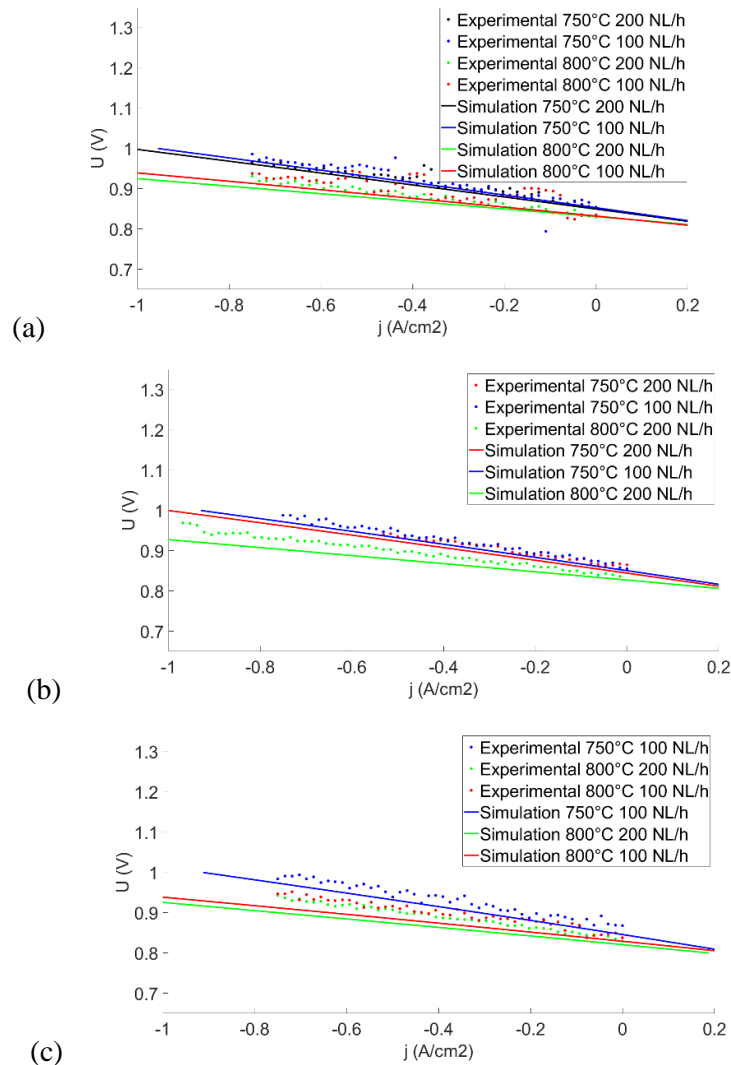 Experimental 750°C 200 NL/h
Experimental 750°C 100 NL/h
Experimental 800°C 200 NL/h
Experimental 800°C 100 NL/h
Simulation 750°C 200 NL/h
Simulation 750°C 100 NL/h
Simulation 800°C 200 NL/h
Simulation 800°C 100 NL/h
1.3
1.2
1.1
1
0.9
0.8
0.7
U (V)
-1 -0.8 -0.6 -0.4 -0.2 0 0.2
j (A/cm2)
(a)
Experimental 750°C 200 NL/h
Experimental 750°C 100 NL/h
Experimental 800°C 200 NL/h
Simulation 750°C 200 NL/h
Simulation 750°C 100 NL/h
Simulation 800°C 200 NL/h
1.3
1.2
1.1
1
0.9
0.8
0.7
U (V)
-1 -0.8 -0.6 -0.4 -0.2 0 0.2
j (A/cm2)
(b)
Experimental 750°C 100 NL/h
Experimental 800°C 200 NL/h
Experimental 800°C 100 NL/h
Simulation 750°C 100 NL/h
Simulation 800°C 200 NL/h
Simulation 800°C 100 NL/h
1.3
1.2
1.1
1
0.9
0.8
0.7
U (V)
-1 -0.8 -0.6 -0.4 -0.2 0 0.2
j (A/cm2)
(c)